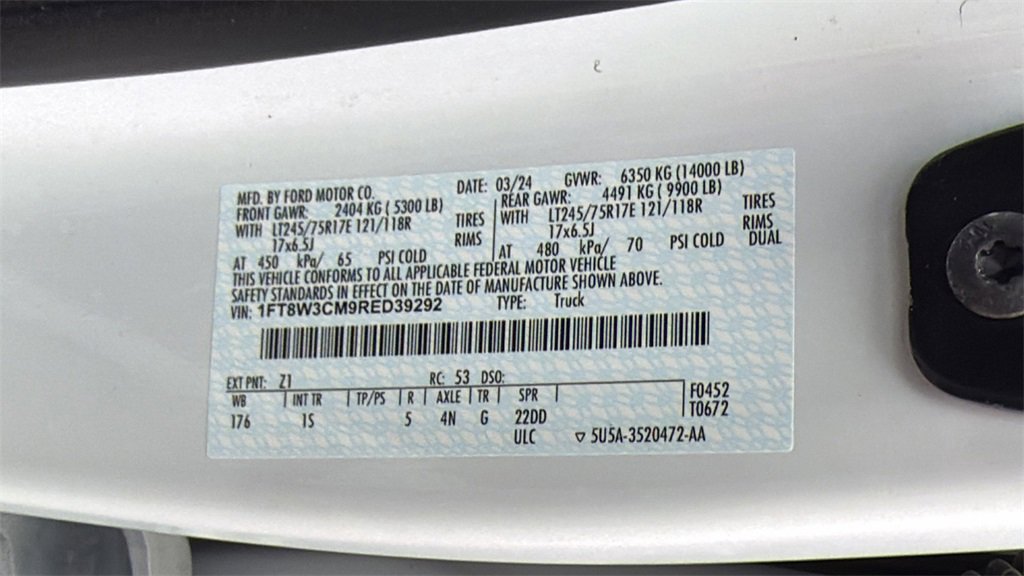 MFD. BY FORD MOTOR CO. DATE: 03/24 GVWR: 6350 KG (14000 LB)
FRONT GAWR: 2404 KG ( 5300 LB) REAR GAWR: 4491 KG ( 9900 LB)
WITH LT245/75R17E 121/118R TIRES WITH LT245/75R17E 121/118R TIRES
17x6.5J RIMS 17x6.5J RIMS
AT 450 kPa/ 65 PSI COLD AT 480 kPa/ 70 PSI COLD DUAL
THIS VEHICLE CONFORMS TO ALL APPLICABLE FEDERAL MOTOR VEHICLE
SAFETY STANDARDS IN EFFECT ON THE DATE OF MANUFACTURE SHOWN ABOVE.
VIN: 1FT8W3CM9RED39292 TYPE: Truck
EXT PNT: Z1 RC: 53 DSO:
WB INT TR TP/PS R AXLE TR SPR F0452
176 1S 5 4N G 22DD T0672
ULC ▽ 5U5A-3520472-AA